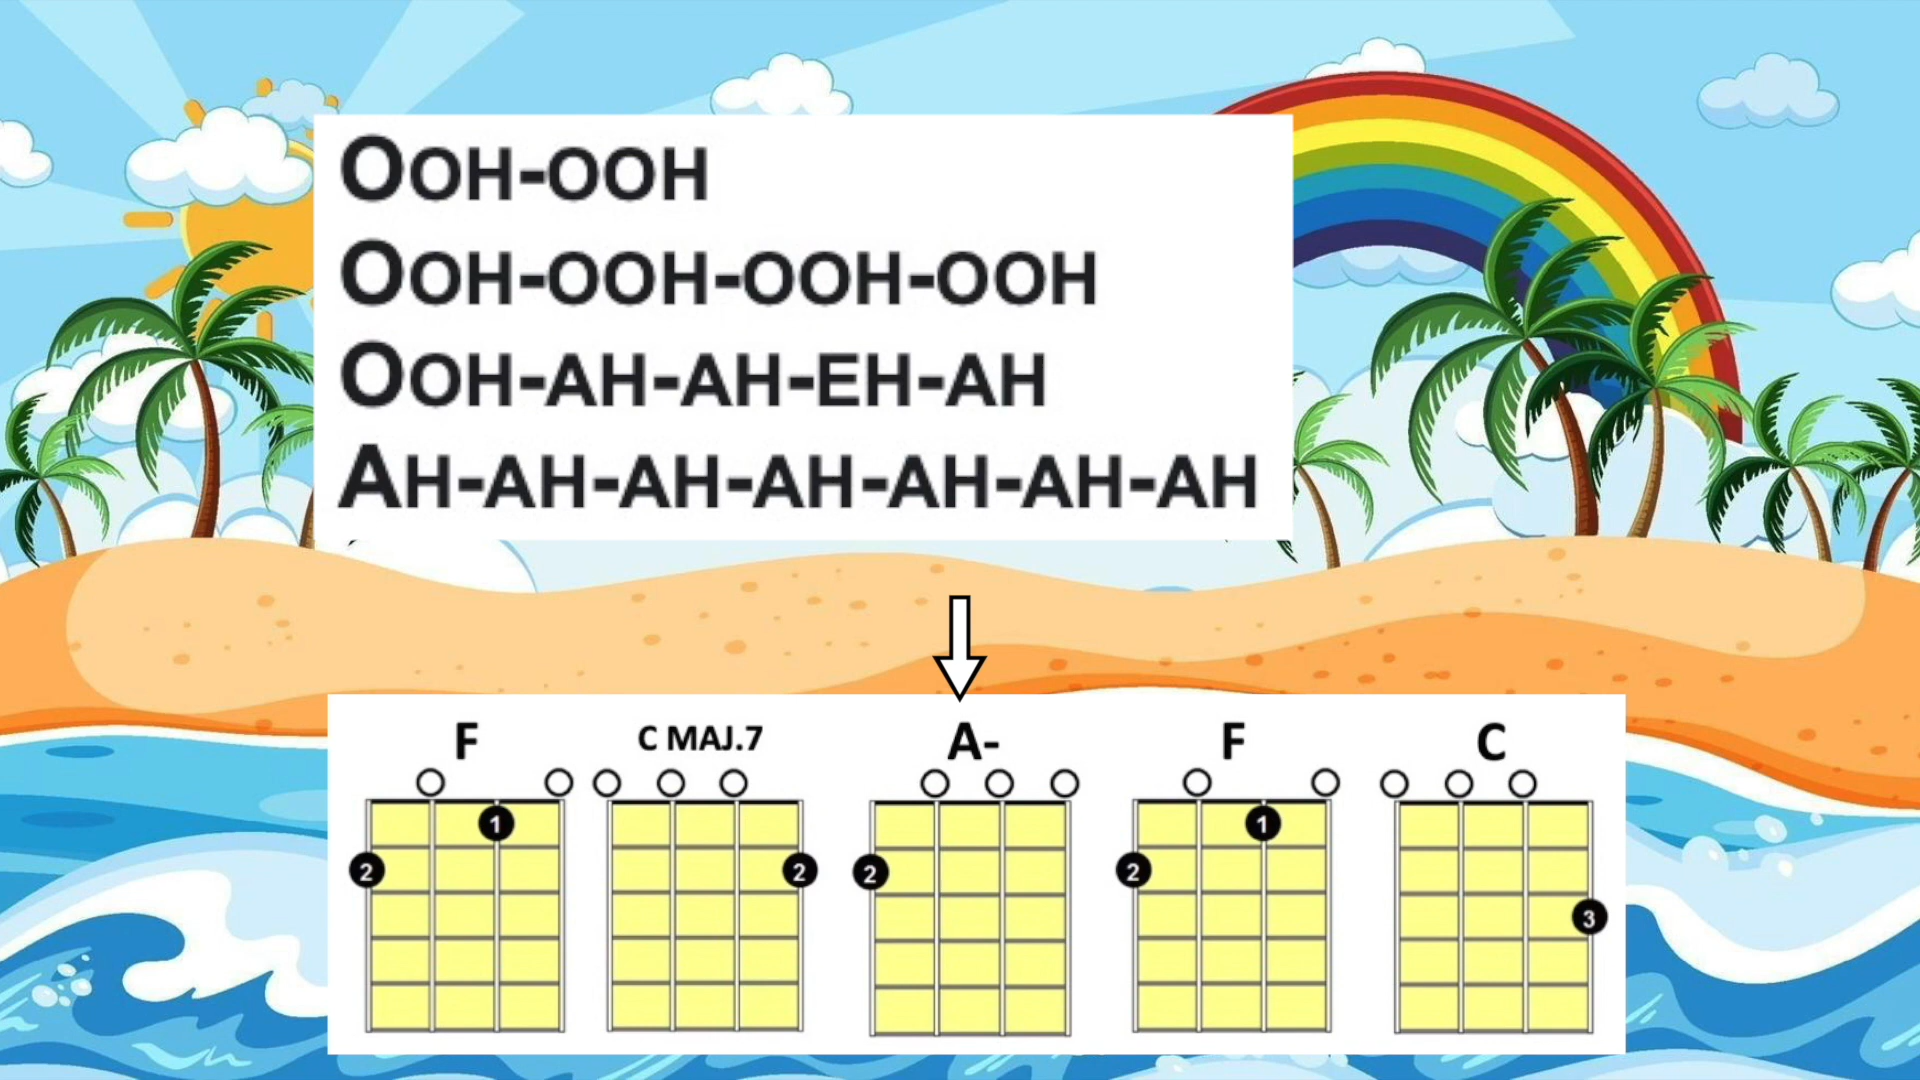 OOH-OOH
OOH-OOH-OOH-OOH
OOH-AH-AH-EH-AH
AH-AH-AH-AH-AH-AH-AH
F C MAJ.7 A- F C
1 1
2 2 2 2
3